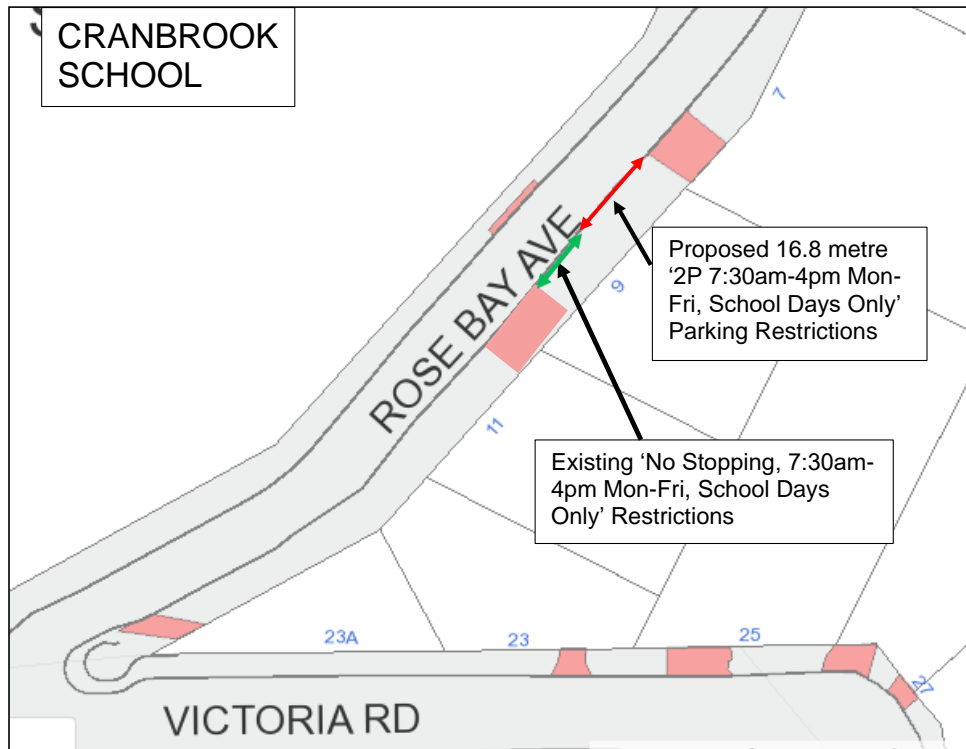 CRANBROOK
SCHOOL
7
ROSE BAY AVE
Proposed 16.8 metre
‘2P 7:30am-4pm Mon-
Fri, School Days Only’
Parking Restrictions
9
11
Existing ‘No Stopping, 7:30am-
4pm Mon-Fri, School Days
Only’ Restrictions
23A
23
25
27
VICTORIA RD